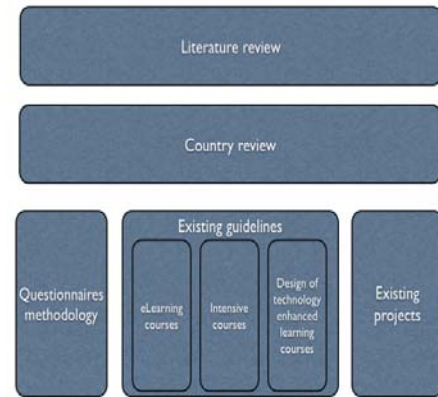 Literature review
Country review
Questionnaires
methodology
Existing guidelines
eLearning
courses
Intensive
courses
Design of
technology
enhanced
learning
courses
Existing
projects